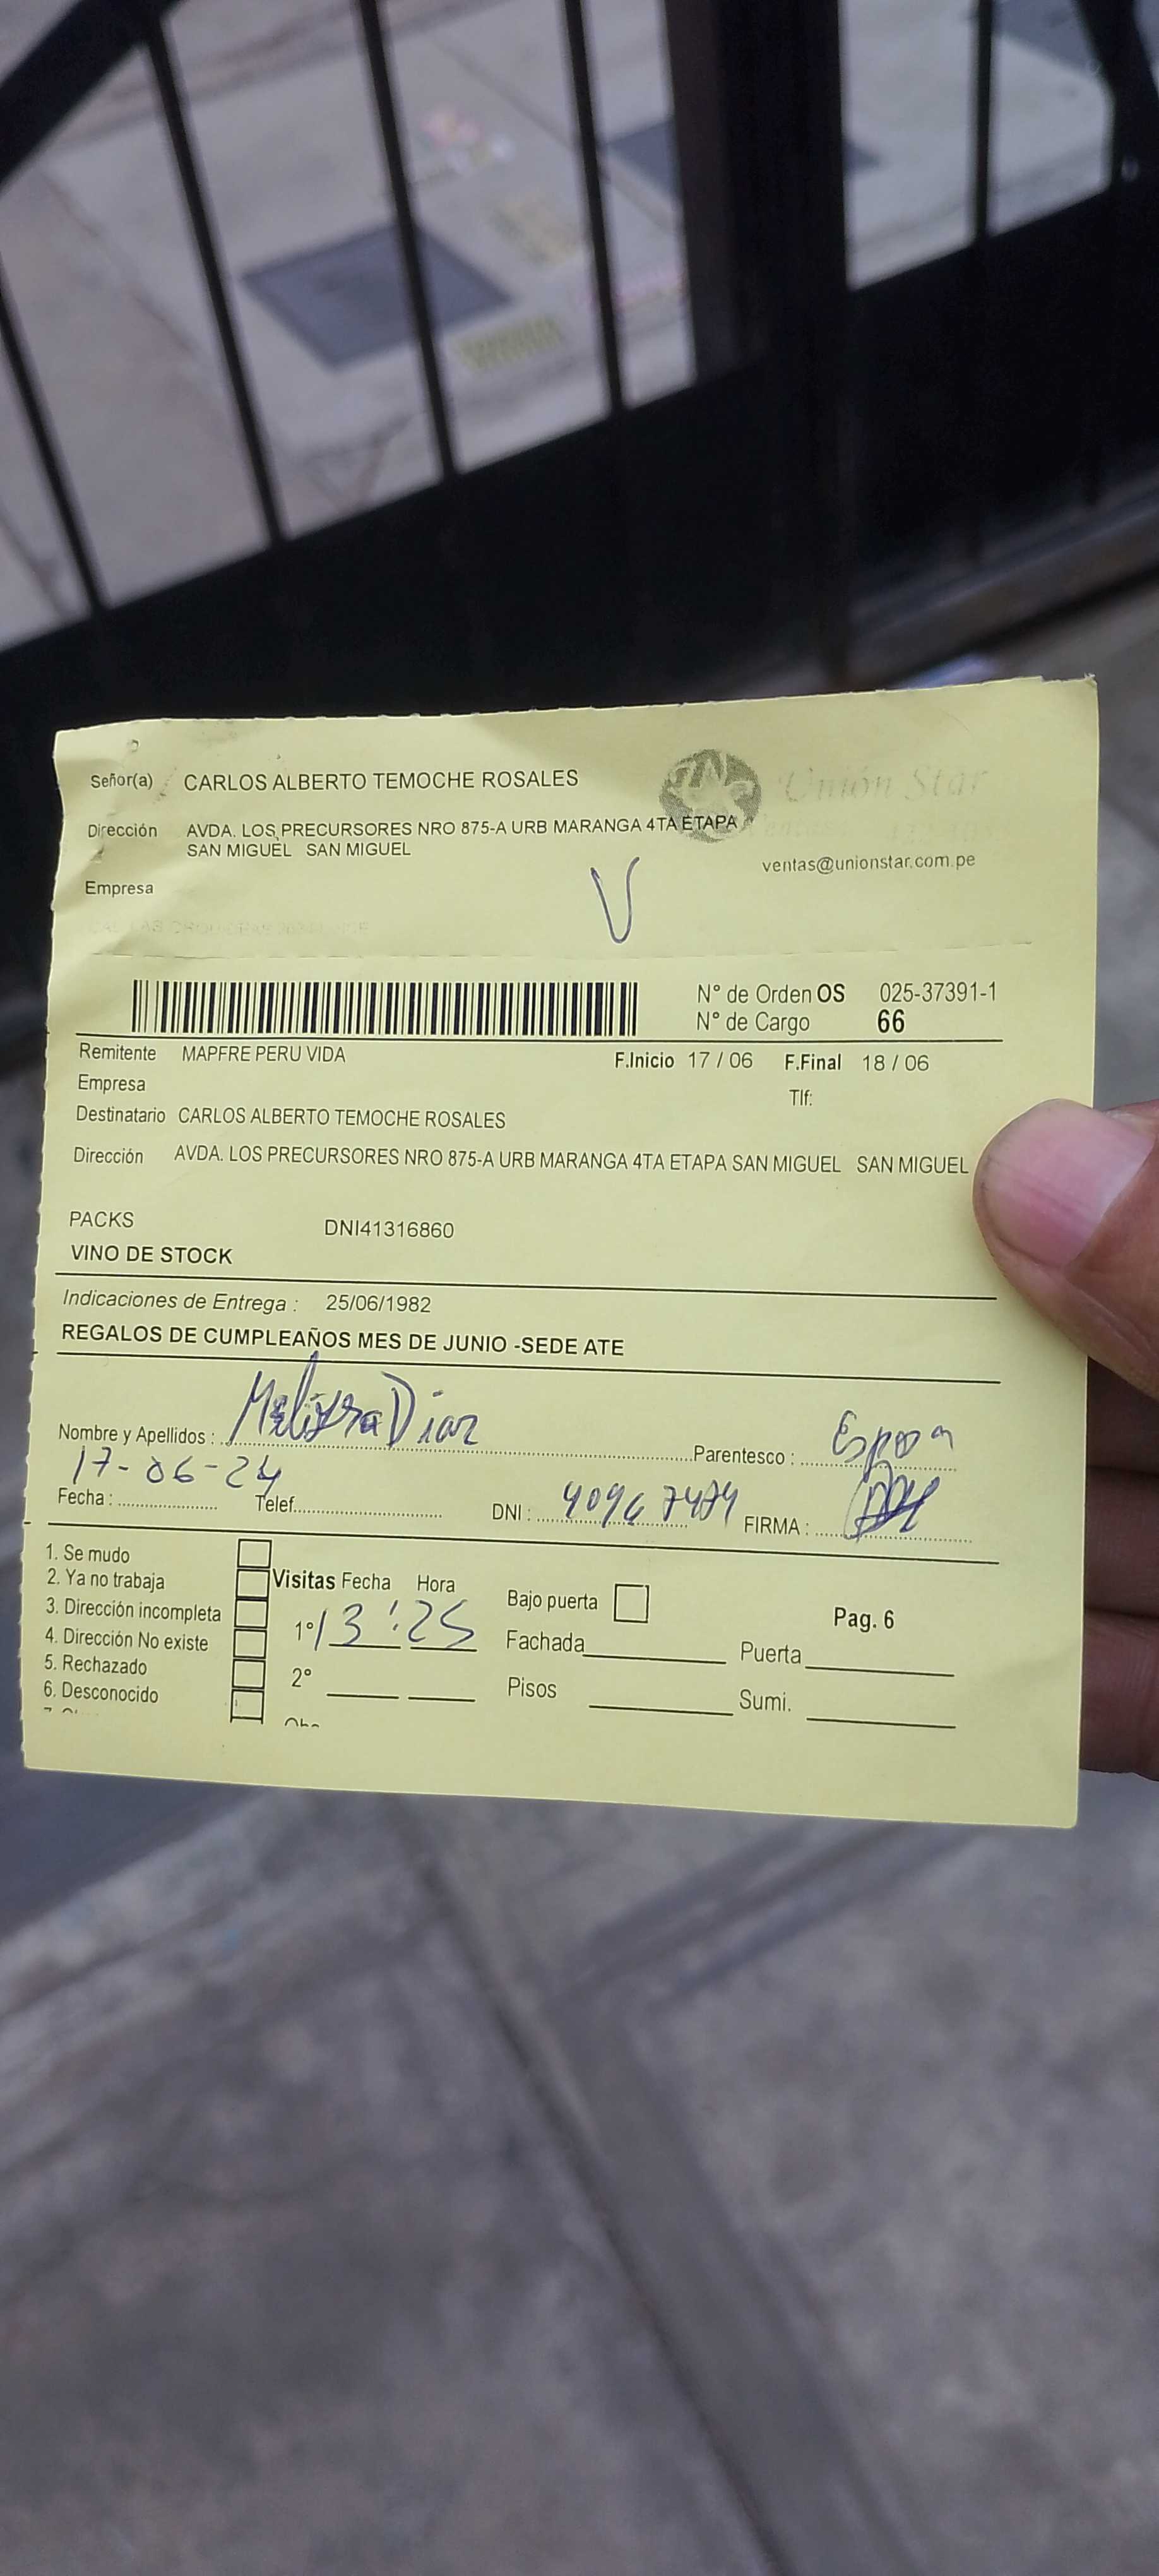 Señor(a) CARLOS ALBERTO TEMOCHE ROSALES
Unión Star
Dirección AVDA. LOS PRECURSORES NRO 875-A URB MARANGA 4TA ETAPA
SAN MIGUEL SAN MIGUEL
ventas@unionstar.com.pe
Empresa
V
N° de Orden OS 025-37391-1
N° de Cargo 66
Remitente MAPFRE PERU VIDA F.Inicio 17 / 06 F.Final 18 / 06
Empresa Tlf:
Destinatario CARLOS ALBERTO TEMOCHE ROSALES
Dirección AVDA. LOS PRECURSORES NRO 875-A URB MARANGA 4TA ETAPA SAN MIGUEL SAN MIGUEL
PACKS DNI41316860
VINO DE STOCK
Indicaciones de Entrega : 25/06/1982
REGALOS DE CUMPLEAÑOS MES DE JUNIO -SEDE ATE
Nombre y Apellidos : Melissa Diaz Parentesco : Esposa
Fecha : 17-06-24 Telef. DNI : FIRMA :
1. Se mudo
2. Ya no trabaja
3. Dirección incompleta
4. Dirección No existe
5. Rechazado
6. Desconocido
Visitas Fecha Hora
1° 13:25
2°
Bajo puerta
Fachada Puerta
Pisos Sumi.
Pag. 6